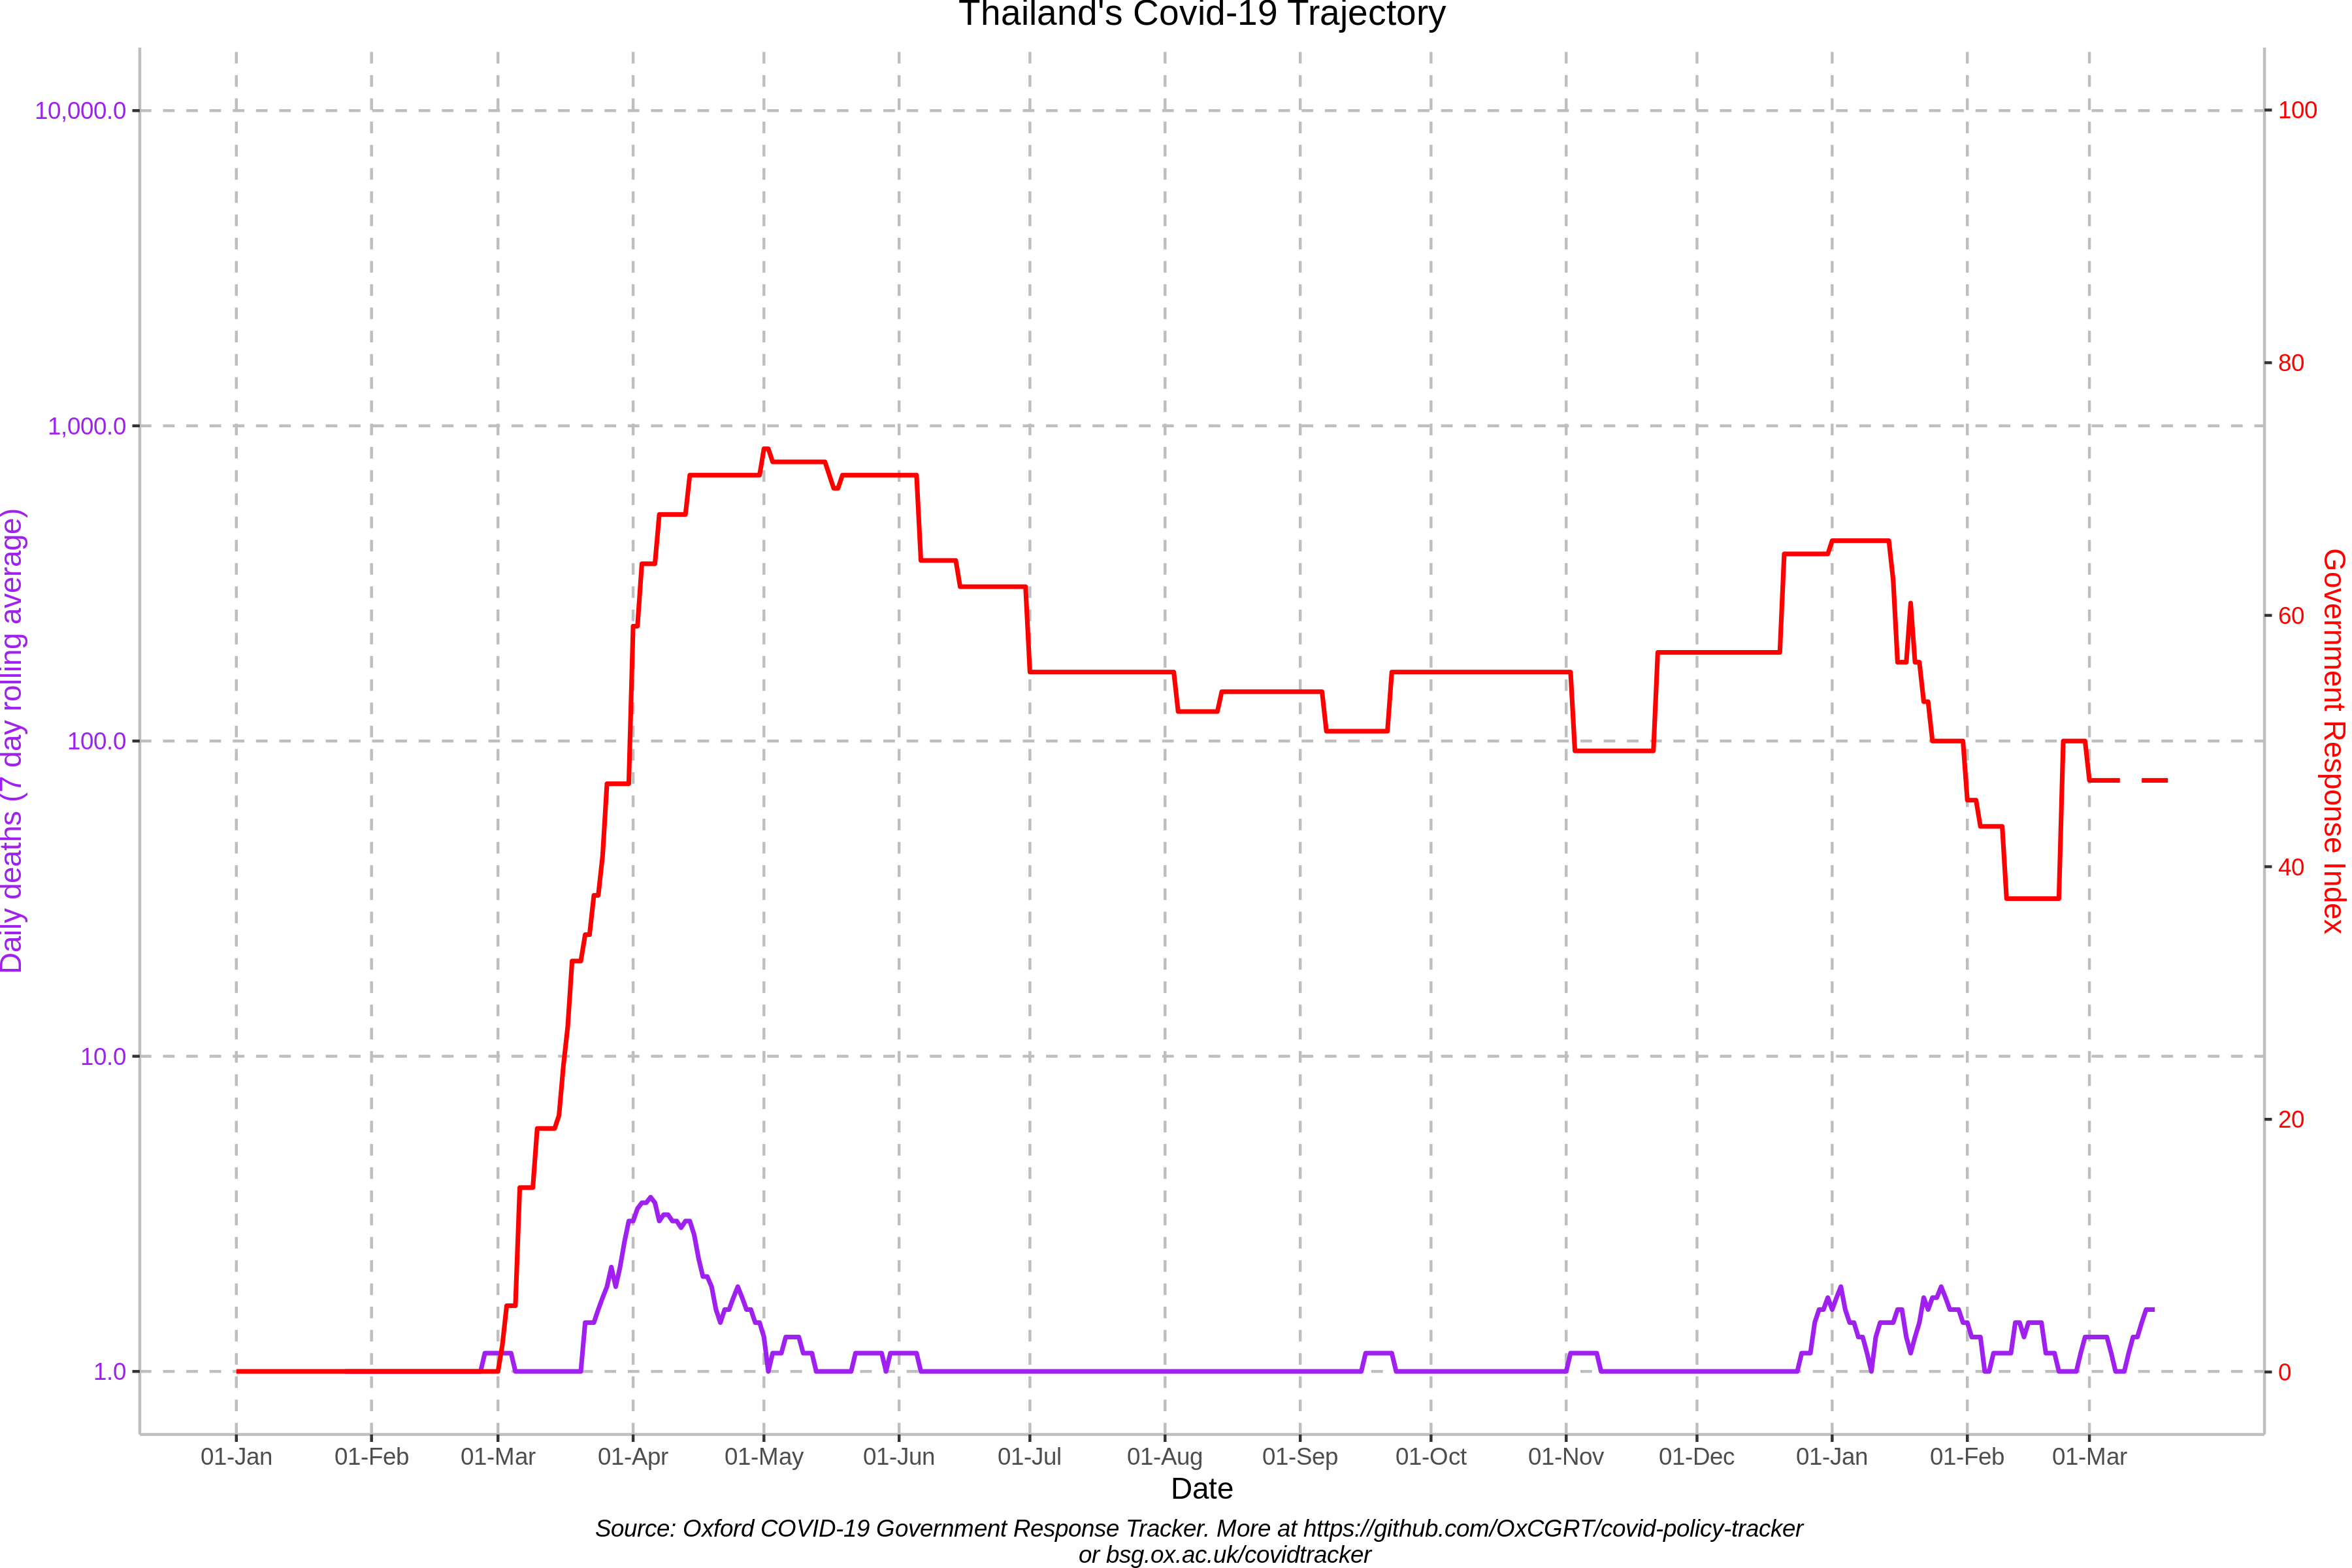 Thailand's Covid-19 Trajectory
10,000.0
1,000.0
100.0
10.0
1.0
Daily deaths (7 day rolling average)
100
80
60
40
20
0
Government Response Index
01-Jan 01-Feb 01-Mar 01-Apr 01-May 01-Jun 01-Jul 01-Aug 01-Sep 01-Oct 01-Nov 01-Dec 01-Jan 01-Feb 01-Mar
Date
Source: Oxford COVID-19 Government Response Tracker. More at https://github.com/OxCGRT/covid-policy-tracker
or bsg.ox.ac.uk/covidtracker